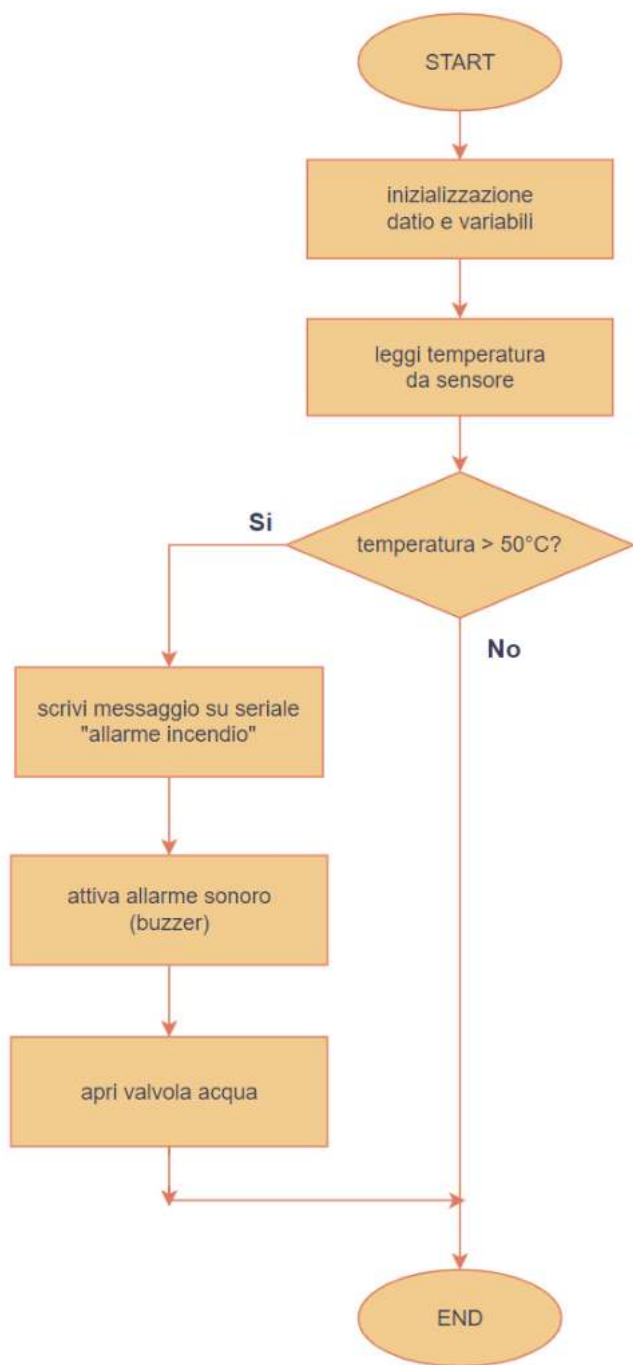 START
inizializzazione
datio e variabili
leggi temperatura
da sensore
temperatura > 50°C?
Si
No
scrivi messaggio su seriale
"allarme incendio"
attiva allarme sonoro
(buzzer)
apri valvola acqua
END